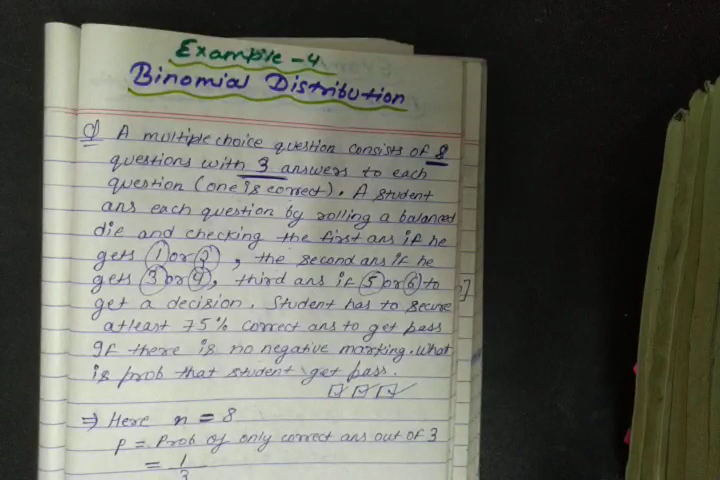 Example-4
Binomial Distribution
Q A multiple choice question consists of 8
questions with 3 answers to each
question (one is correct). A student
ans each question by rolling a balanced
die and checking the first ans if he
gets 1 or 2, the second ans if he
gets 3 or 4, third ans if 5 or 6 to
get a decision. Student has to secure
atleast 75% correct ans to get pass
If there is no negative marking. What
is prob that student get pass.
⇒ Here n = 8
p = Prob of only correct ans out of 3
= 1/3